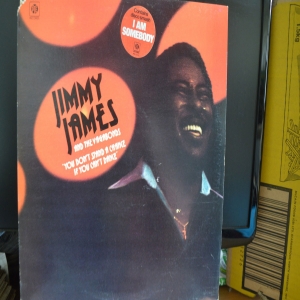 I AM
SOMEBODY
JIMMY
JAMES
AND THE VAGABONDS
"YOU DON'T STAND A CHANCE
IF YOU CAN'T DANCE"